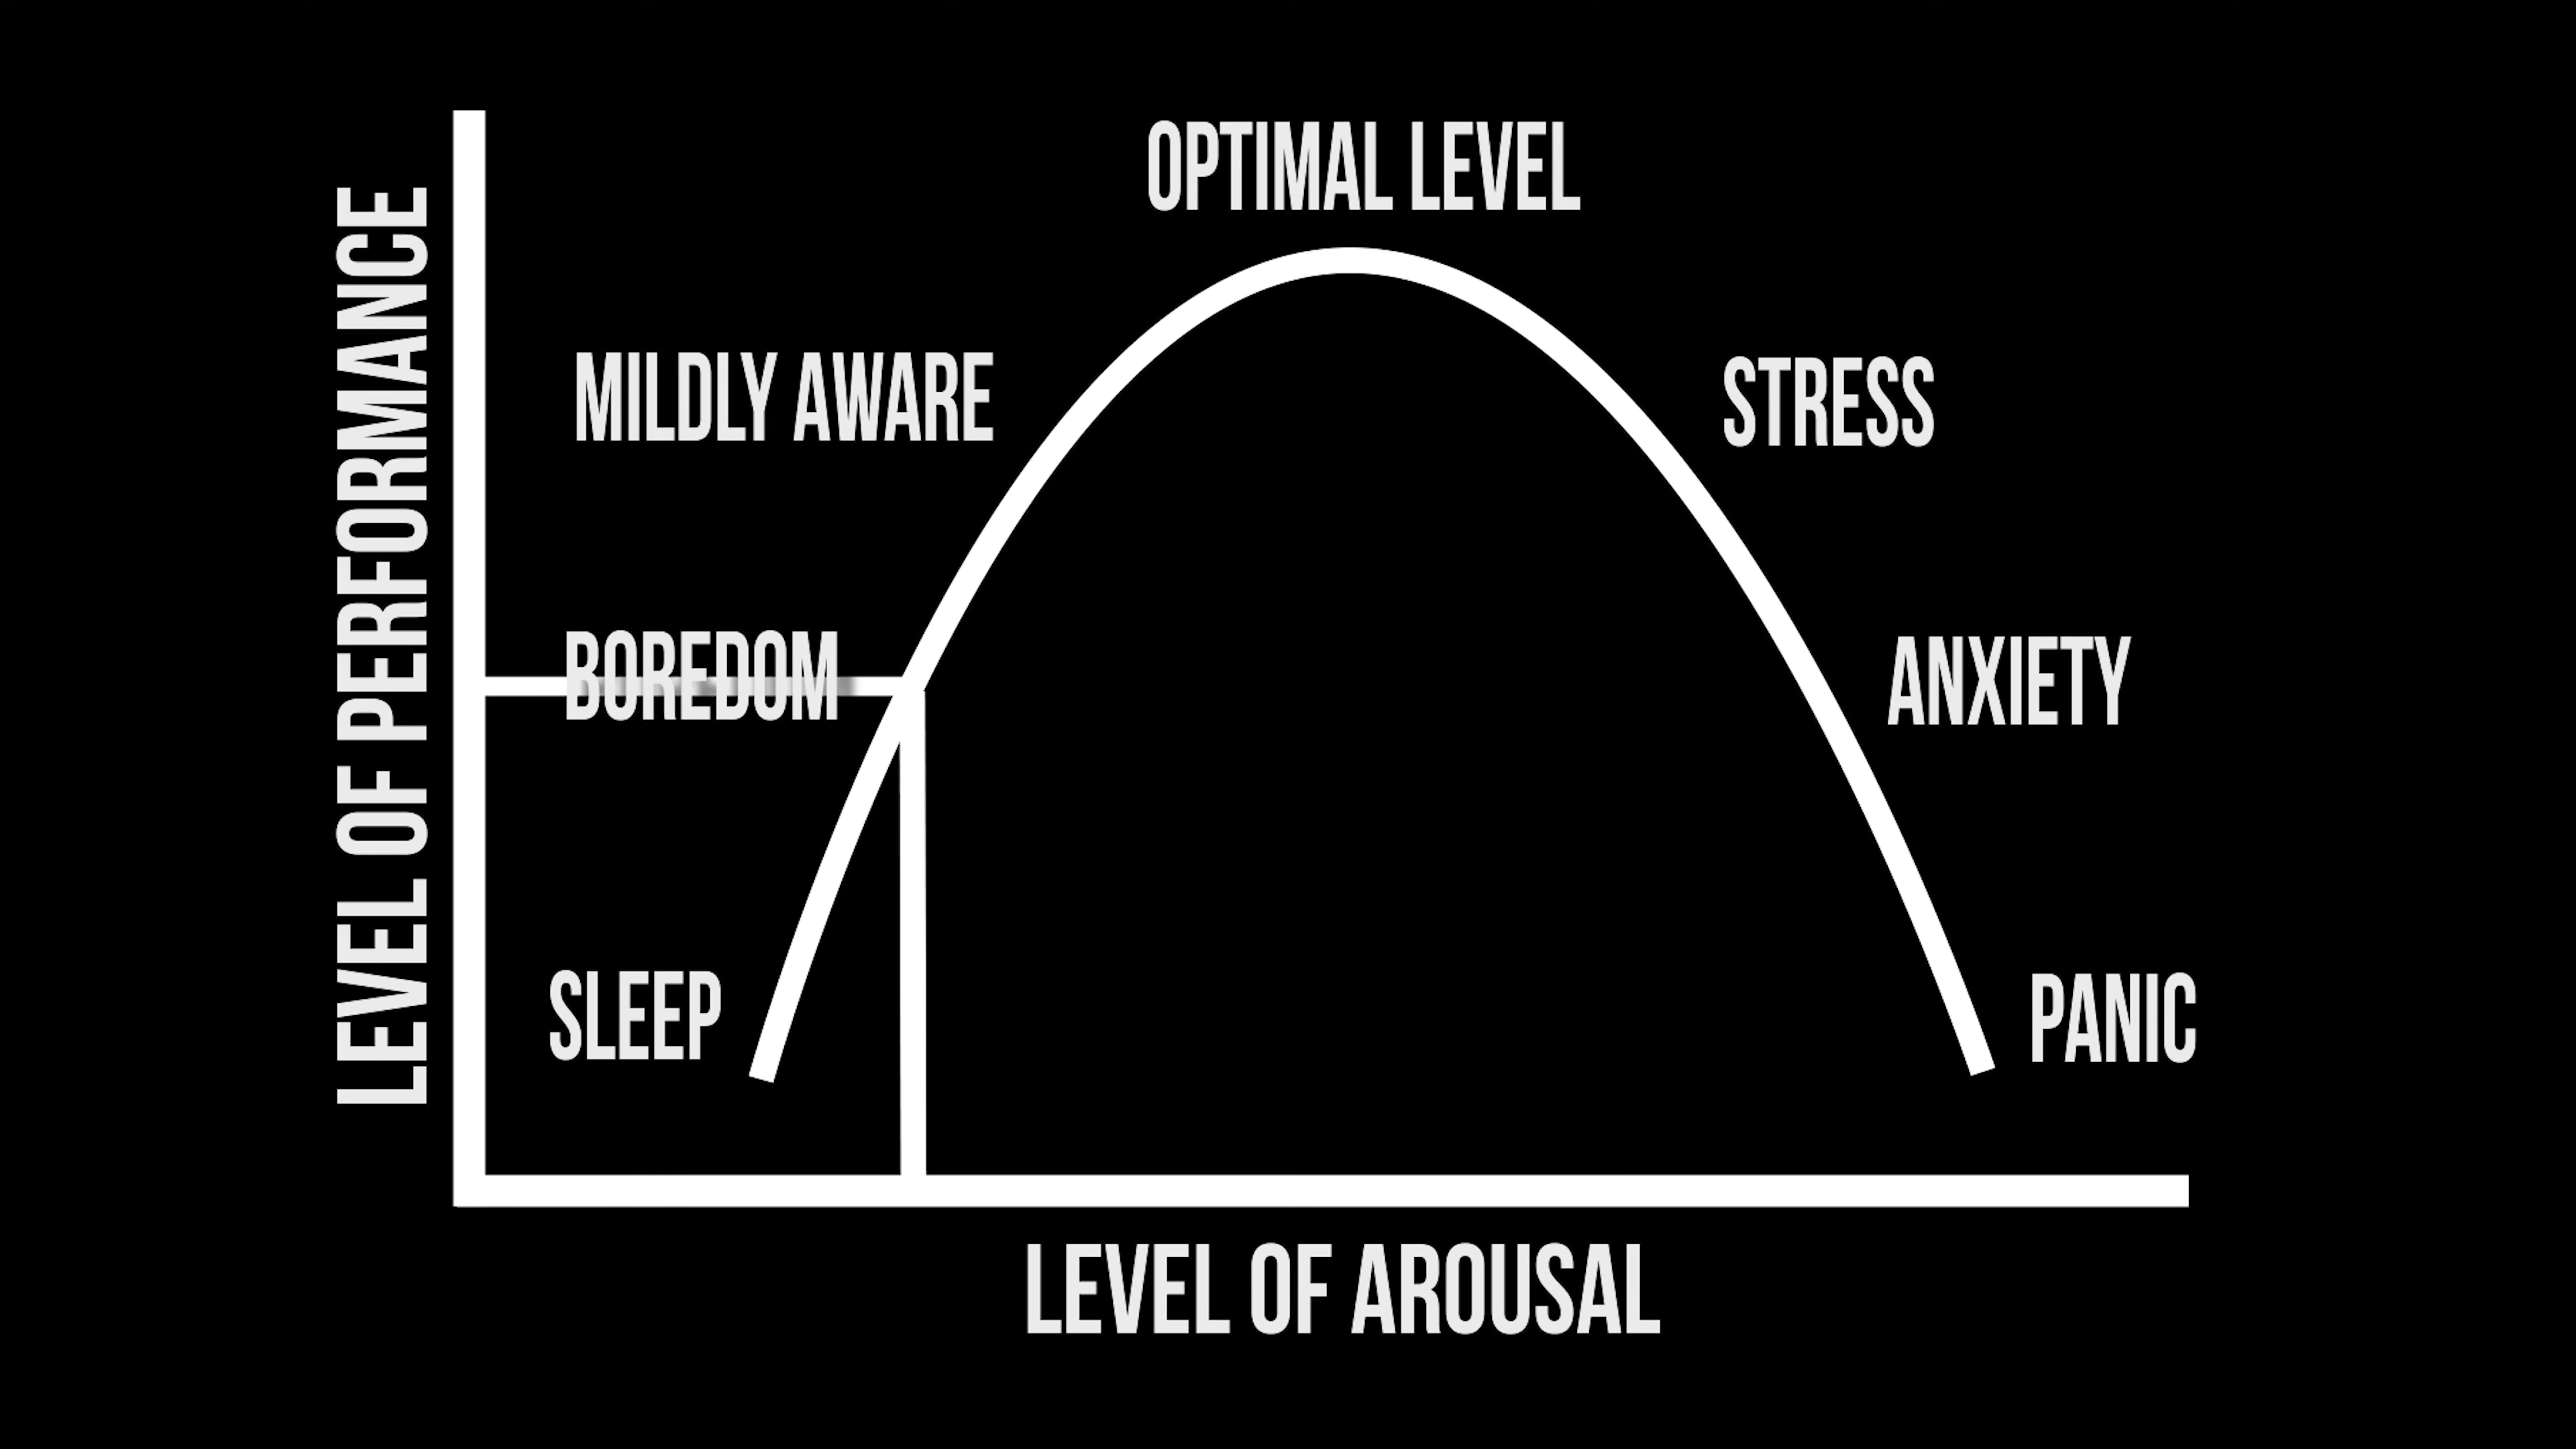 OPTIMAL LEVEL
MILDLY AWARE
STRESS
BOREDOM
ANXIETY
SLEEP
PANIC
LEVEL OF PERFORMANCE
LEVEL OF AROUSAL